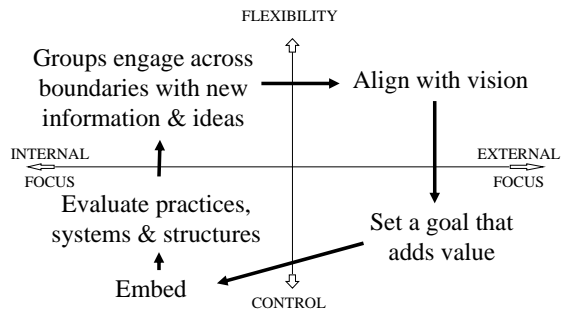 FLEXIBILITY
Groups engage across
boundaries with new
information & ideas
Align with vision
INTERNAL
FOCUS
EXTERNAL
FOCUS
Evaluate practices,
systems & structures
Set a goal that
adds value
Embed
CONTROL